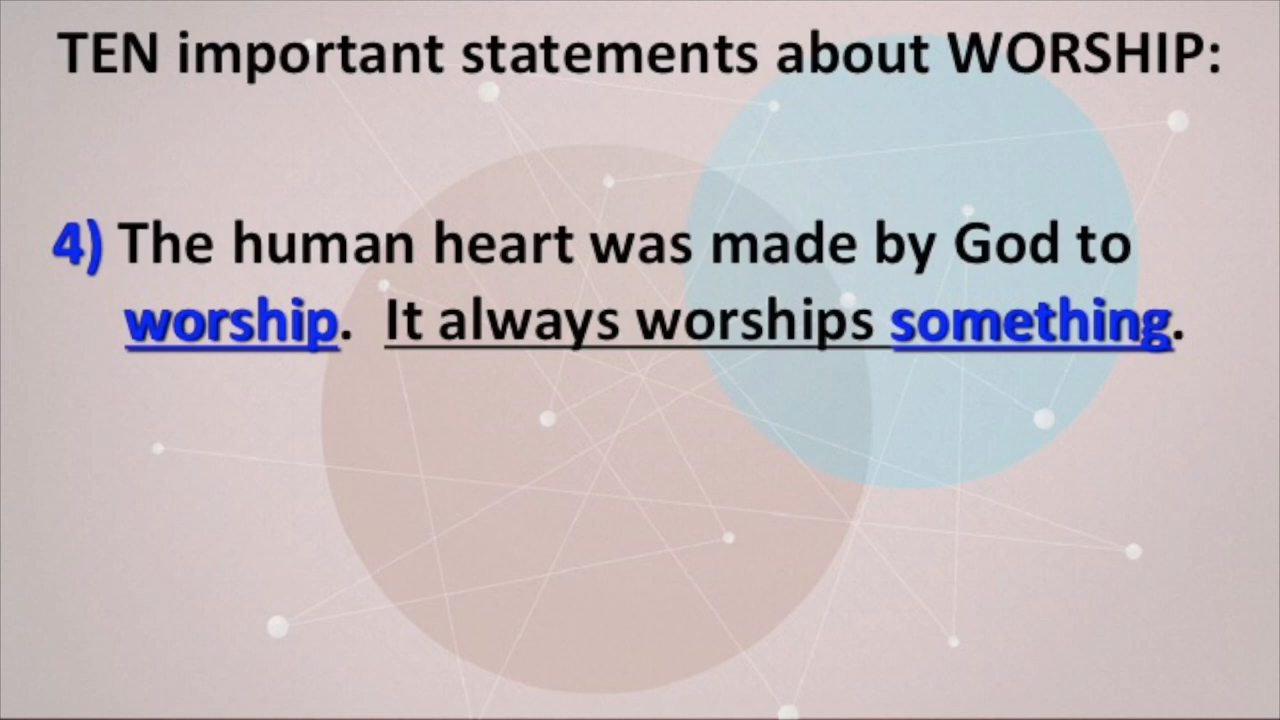 TEN important statements about WORSHIP:
4) The human heart was made by God to
worship. It always worships something.